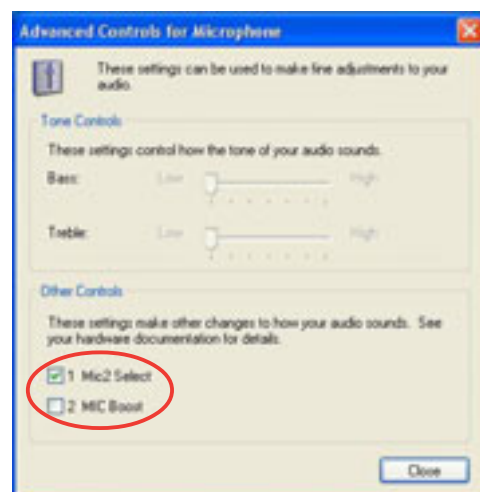 Advanced Controls for Microphone
These settings can be used to make fine adjustments to your
audio.
Tone Controls
These settings control how the tone of your audio sounds.
Bass: Low High
Treble: Low High
Other Controls
These settings make other changes to how your audio sounds. See
your hardware documentation for details.
1 Mic2 Select
2 MIC Boost
Close